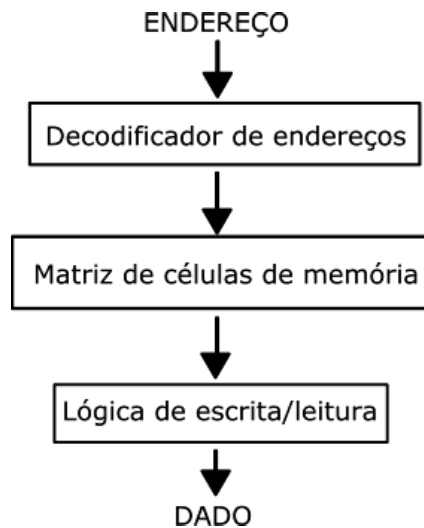 ENDEREÇO
Decodificador de endereços
Matriz de células de memória
Lógica de escrita/leitura
DADO